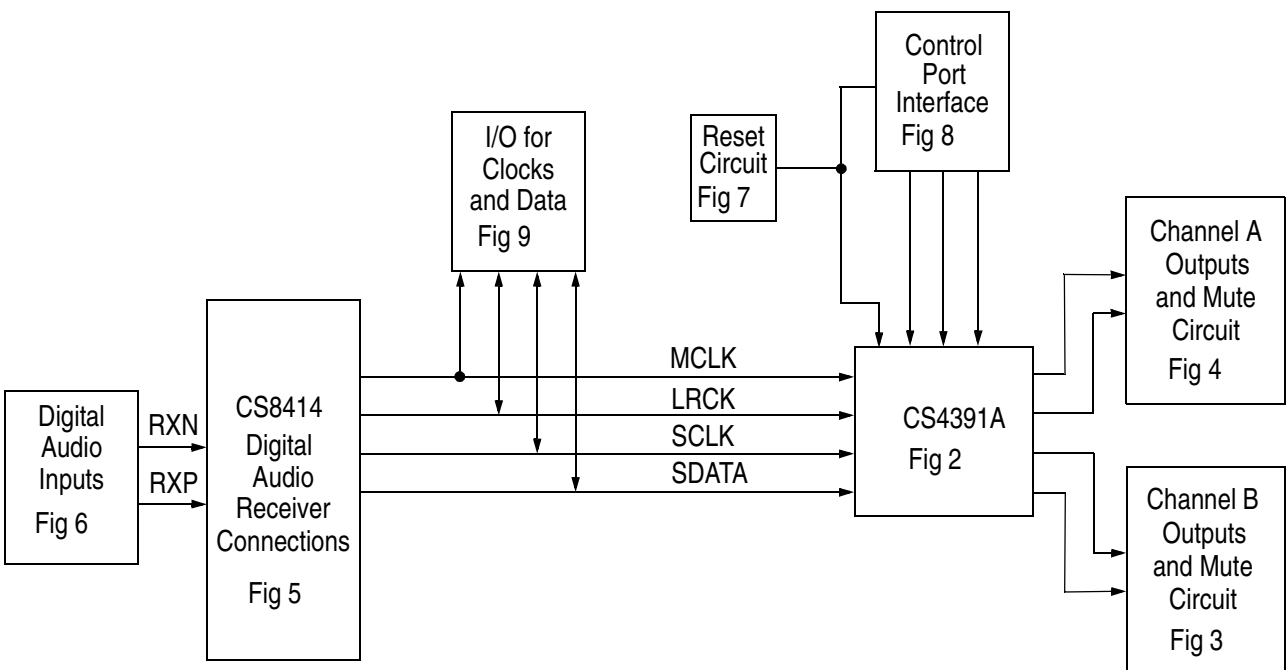 Control
Port
Interface
Fig 8
I/O for
Clocks
and Data
Fig 9
Reset
Circuit
Fig 7
Channel A
Outputs
and Mute
Circuit
Fig 4
MCLK
LRCK
SCLK
SDATA
CS4391A
Fig 2
Digital
Audio
Inputs
Fig 6
RXN
RXP
CS8414
Digital
Audio
Receiver
Connections
Fig 5
Channel B
Outputs
and Mute
Circuit
Fig 3